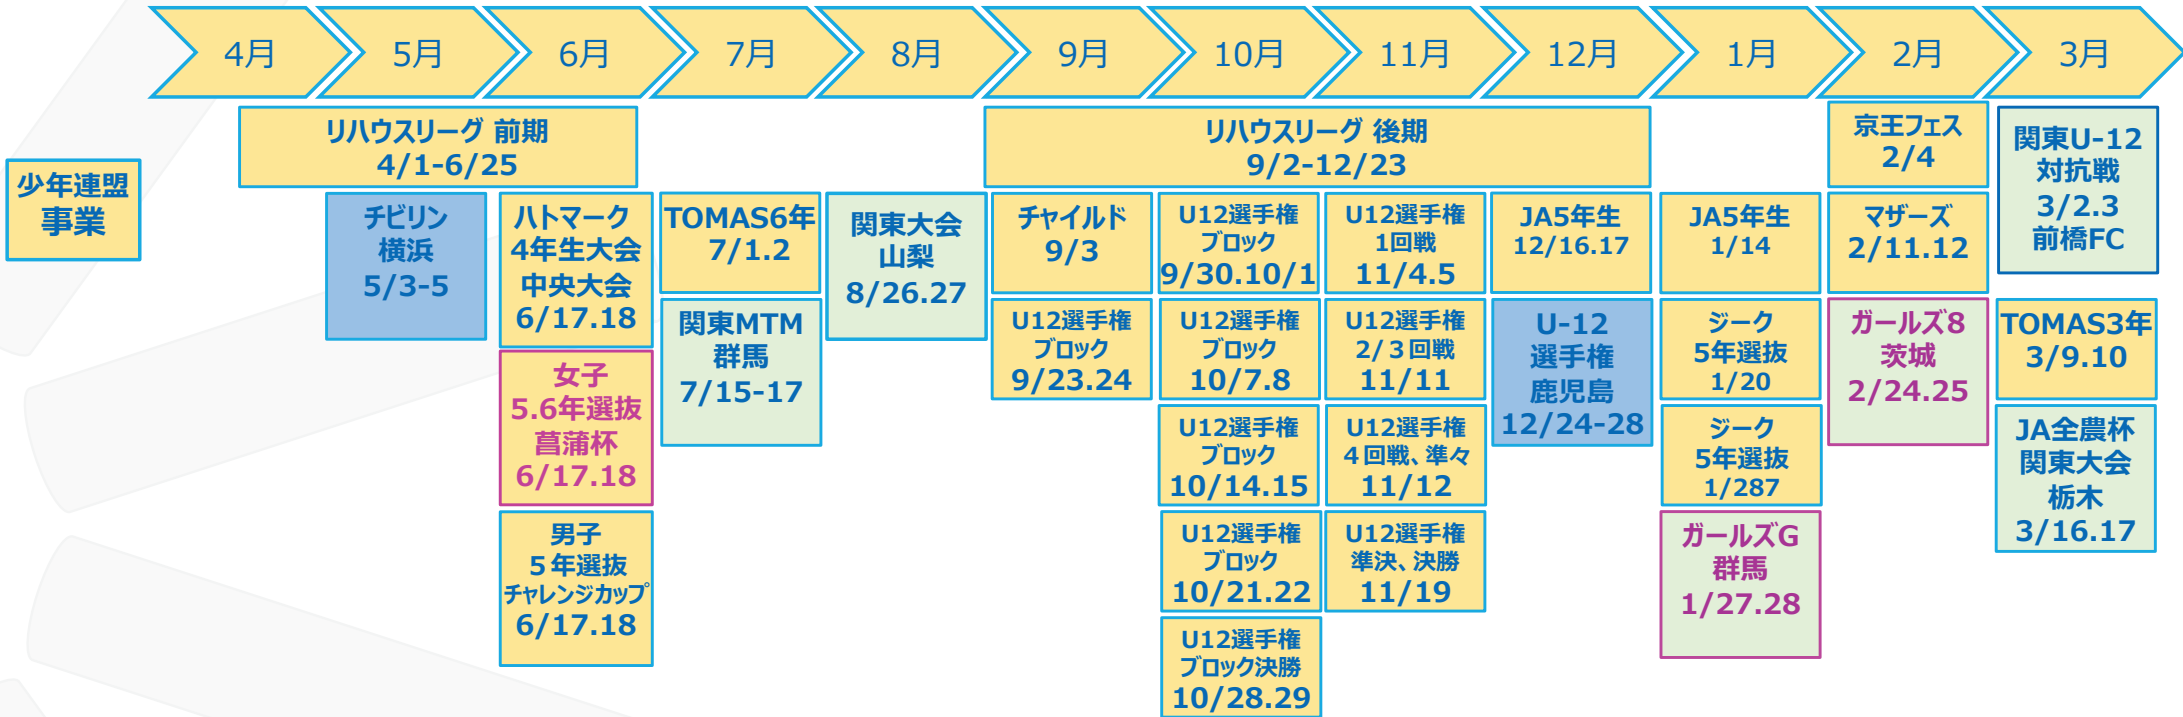 4月
5月
6月
7月
8月
9月
10月
11月
12月
1月
2月
3月
少年連盟
事業
リハウスリーグ 前期
4/1-6/25
リハウスリーグ 後期
9/2-12/23
チビリン
横浜
5/3-5
ハトマーク
4年生大会
中央大会
6/17.18
女子
5.6年選抜
菖蒲杯
6/17.18
男子
５年選抜
チャレンジカップ
6/17.18
TOMAS6年
7/1.2
関東MTM
群馬
7/15-17
関東大会
山梨
8/26.27
チャイルド
9/3
U12選手権
ブロック
9/23.24
U12選手権
ブロック
9/30.10/1
U12選手権
ブロック
10/7.8
U12選手権
ブロック
10/14.15
U12選手権
ブロック
10/21.22
U12選手権
ブロック決勝
10/28.29
U12選手権
1回戦
11/4.5
U12選手権
2/３回戦
11/11
U12選手権
４回戦、準々
11/12
U12選手権
準決、決勝
11/19
JA5年生
12/16.17
U-12
選手権
鹿児島
12/24-28
JA5年生
1/14
ジーク
5年選抜
1/20
ジーク
5年選抜
1/287
ガールズG
群馬
1/27.28
京王フェス
2/4
マザーズ
2/11.12
ガールズ8
茨城
2/24.25
関東U-12
対抗戦
3/2.3
前橋FC
TOMAS3年
3/9.10
JA全農杯
関東大会
栃木
3/16.17